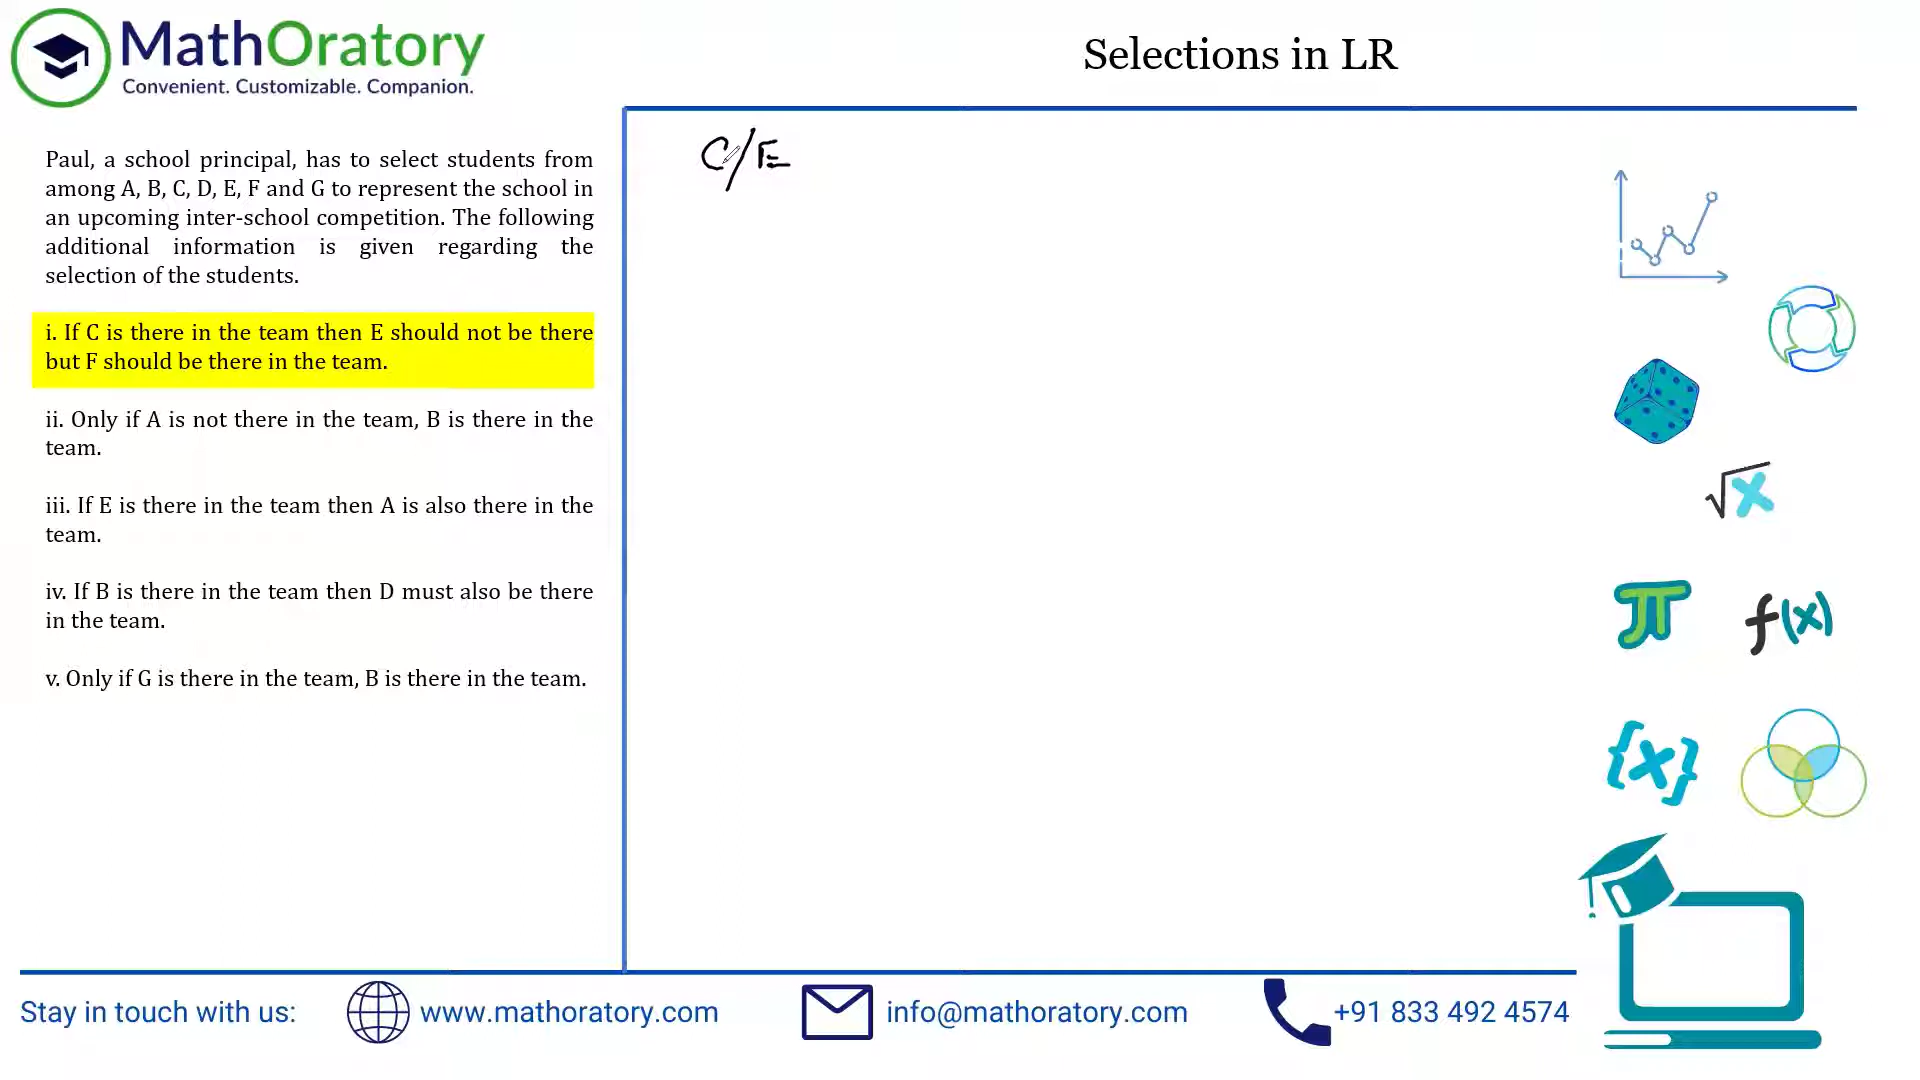 MathOratory
Convenient. Customizable. Companion.
Selections in LR
Paul, a school principal, has to select students from
among A, B, C, D, E, F and G to represent the school in
an upcoming inter-school competition. The following
additional information is given regarding the
selection of the students.
i. If C is there in the team then E should not be there
but F should be there in the team.
ii. Only if A is not there in the team, B is there in the
team.
iii. If E is there in the team then A is also there in the
team.
iv. If B is there in the team then D must also be there
in the team.
v. Only if G is there in the team, B is there in the team.
C/E
√x
π
f(x)
{x}
Stay in touch with us:
www.mathoratory.com
info@mathoratory.com
+91 833 492 4574